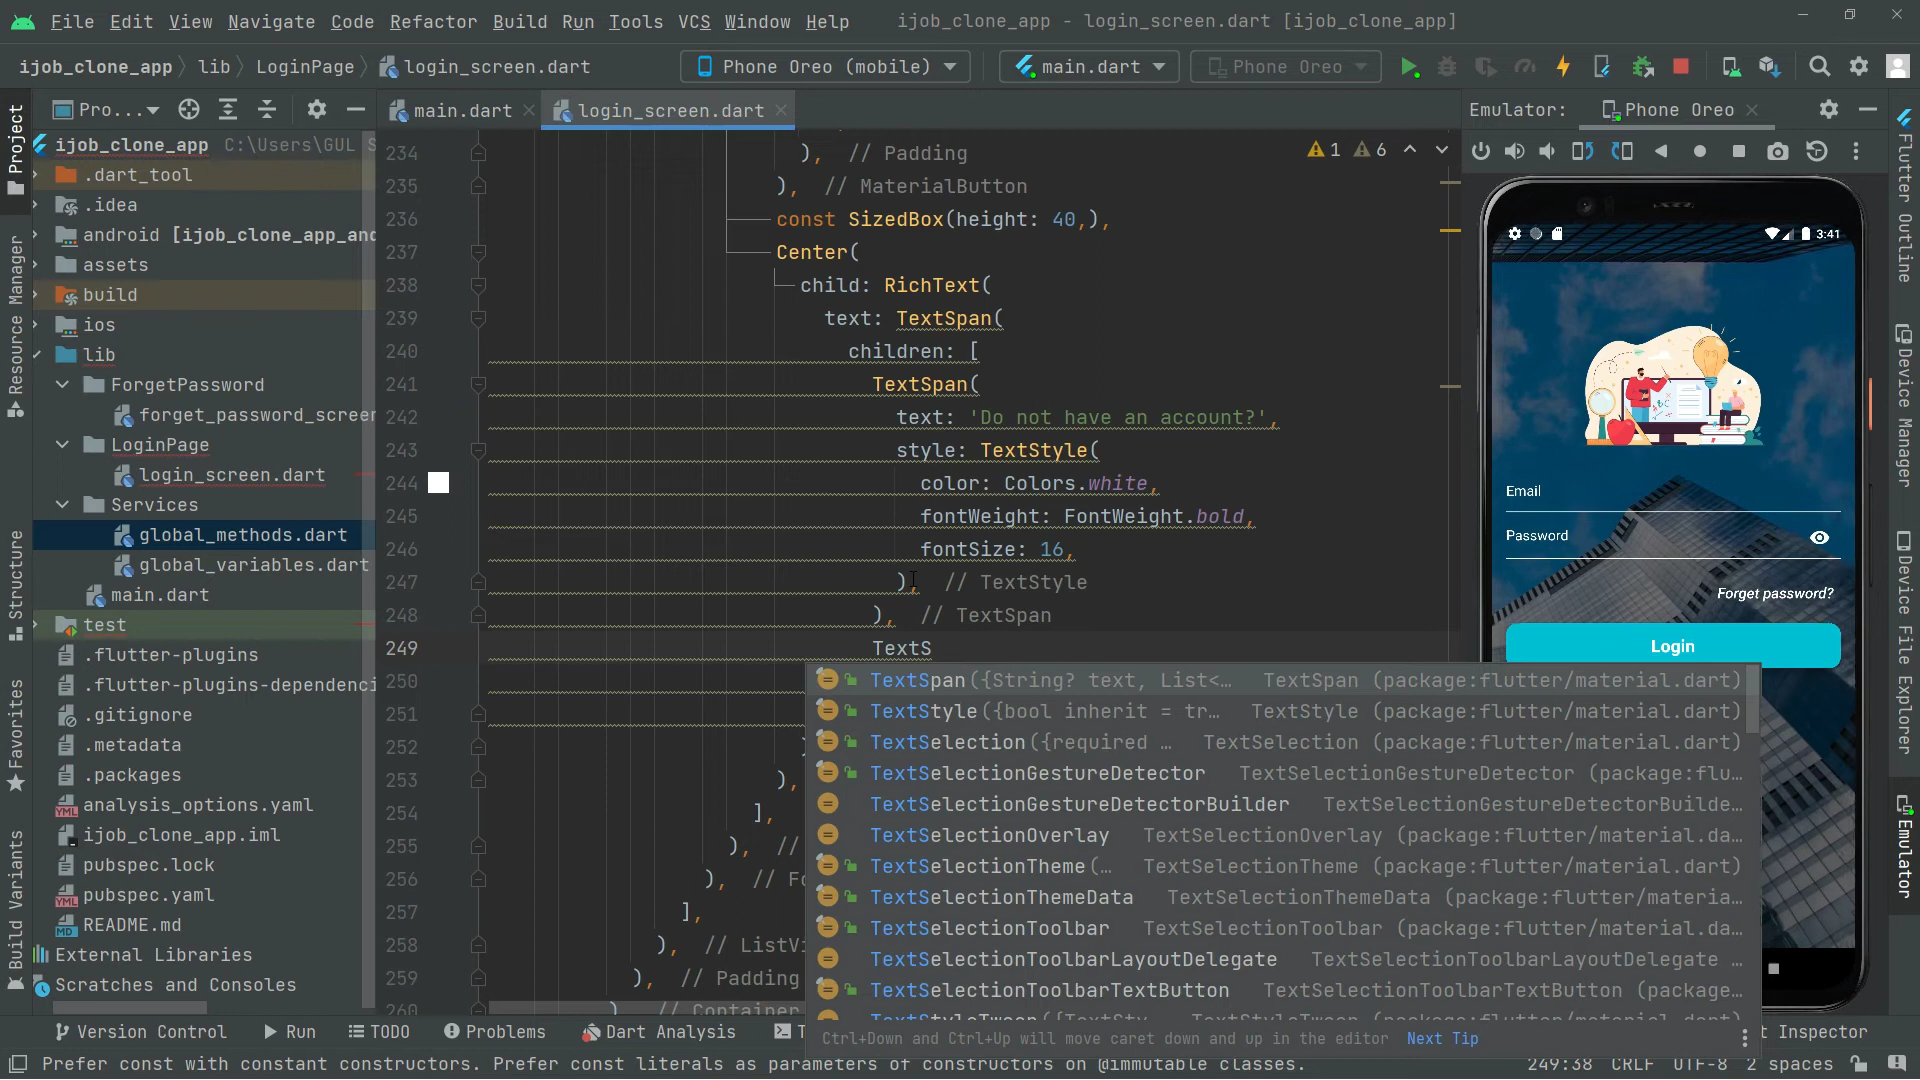 File Edit View Navigate Code Refactor Build Run Tools VCS Window Help ijob_clone_app - login_screen.dart [ijob_clone_app]
ijob_clone_app lib LoginPage login_screen.dart Phone Oreo (mobile) main.dart Phone Oreo
Pro... main.dart login_screen.dart Emulator: Phone Oreo
Project
Resource Manager
Structure
Favorites
Build Variants
ijob_clone_app C:\Users\GUL S
.dart_tool
.idea
android [ijob_clone_app_and
assets
build
ios
lib
ForgetPassword
forget_password_screen
LoginPage
login_screen.dart
Services
global_methods.dart
global_variables.dart
main.dart
test
.flutter-plugins
.flutter-plugins-dependenci
.gitignore
.metadata
.packages
analysis_options.yaml
ijob_clone_app.iml
pubspec.lock
pubspec.yaml
README.md
External Libraries
Scratches and Consoles
1 6
234 ), // Padding
235 ), // MaterialButton
236 const SizedBox(height: 40,),
237 Center(
238 child: RichText(
239 text: TextSpan(
240 children: [
241 TextSpan(
242 text: 'Do not have an account?',
243 style: TextStyle(
244 color: Colors.white,
245 fontWeight: FontWeight.bold,
246 fontSize: 16,
247 ), // TextStyle
248 ), // TextSpan
249 TextS
250
251
252 )
253 ),
254 ],
255 ), //
256 ), // Fo
257 ],
258 ), // ListVi
259 ), // Padding
260 ) // Container
TextSpan({String? text, List<… TextSpan (package:flutter/material.dart)
TextStyle({bool inherit = tr… TextStyle (package:flutter/material.dart)
TextSelection({required … TextSelection (package:flutter/material.dart)
TextSelectionGestureDetector TextSelectionGestureDetector (package:flu…
TextSelectionGestureDetectorBuilder TextSelectionGestureDetectorBuilde…
TextSelectionOverlay TextSelectionOverlay (package:flutter/material.da…
TextSelectionTheme(… TextSelectionTheme (package:flutter/material.dart)
TextSelectionThemeData TextSelectionThemeData (package:flutter/materia…
TextSelectionToolbar TextSelectionToolbar (package:flutter/material.da…
TextSelectionToolbarLayoutDelegate TextSelectionToolbarLayoutDelegate …
TextSelectionToolbarTextButton TextSelectionToolbarTextButton (package…
TextStyleTween({TextSty… TextStyleTween (package:flutter/material.dart)
Ctrl+Down and Ctrl+Up will move caret down and up in the editor Next Tip
3:41
Email
Password
Forget password?
Login
Flutter Outline
Device Manager
Device File Explorer
Emulator
Version Control Run TODO Problems Dart Analysis T t Inspector
Prefer const with constant constructors. Prefer const literals as parameters of constructors on @immutable classes. 249:38 CRLF UTF-8 2 spaces